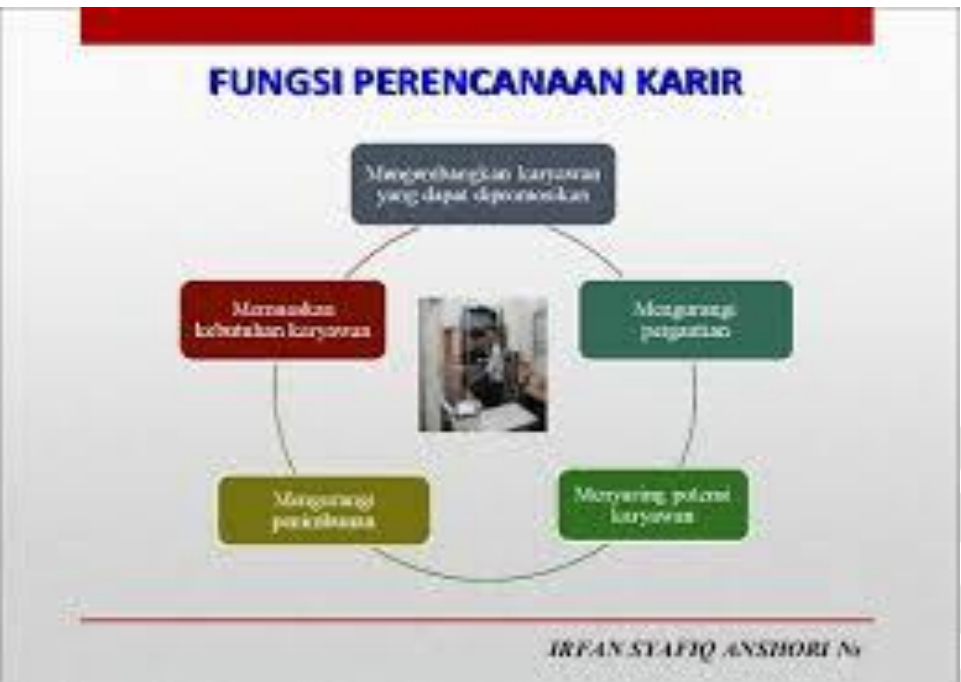 FUNGSI PERENCANAAN KARIR
Mengembangkan karyawan
yang dapat dipromosikan
Memuaskan
kebutuhan karyawan
Mengurangi
pergantian
Mengurangi
penimbunan
Menyaring potensi
karyawan
IRFAN SYAFIQ ANSHORI